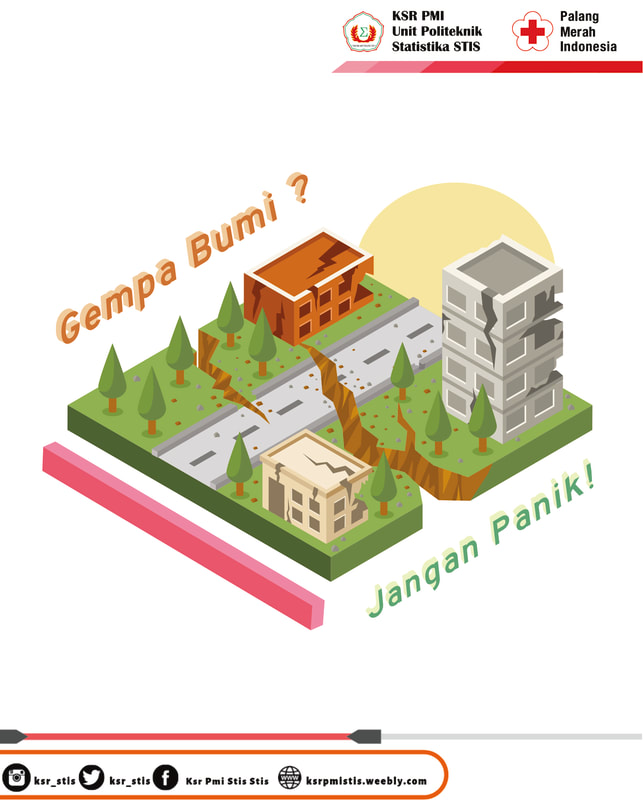 KSR PMI
Unit Politeknik
Statistika STIS
Palang
Merah
Indonesia
Gempa Bumi ?
Jangan Panik!
ksr_stis
ksr_stis
Ksr Pmi Stis Stis
ksrpmistis.weebly.com